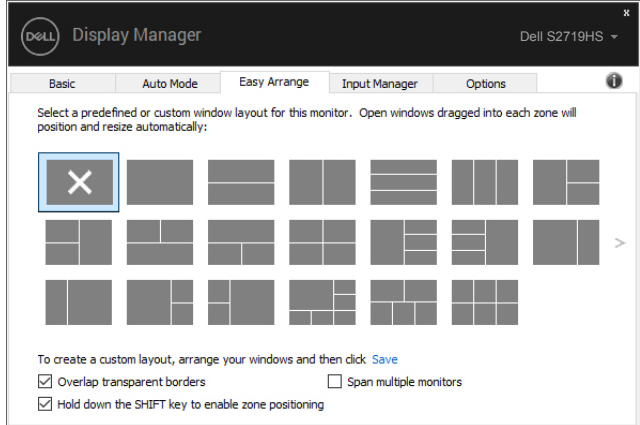 x
DELL Display Manager Dell S2719HS
Basic Auto Mode Easy Arrange Input Manager Options
Select a predefined or custom window layout for this monitor. Open windows dragged into each zone will
position and resize automatically:
To create a custom layout, arrange your windows and then click Save
Overlap transparent borders Span multiple monitors
Hold down the SHIFT key to enable zone positioning